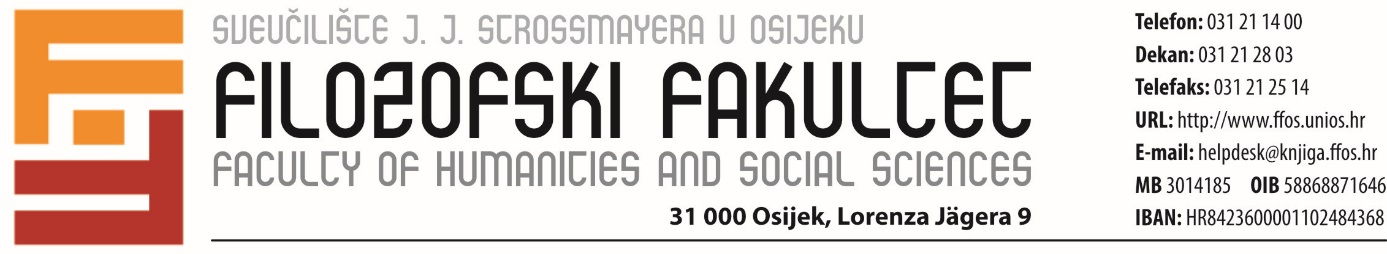 SVEUČILIŠTE J. J. STROSSMAYERA U OSIJEKU
FILOZOFSKI FAKULTET
FACULTY OF HUMANITIES AND SOCIAL SCIENCES
31 000 Osijek, Lorenza Jägera 9
Telefon: 031 21 14 00
Dekan: 031 21 28 03
Telefaks: 031 21 25 14
URL: http://www.ffos.unios.hr
E-mail: helpdesk@knjiga.ffos.hr
MB 3014185 OIB 58868871646
IBAN: HR8423600001102484368